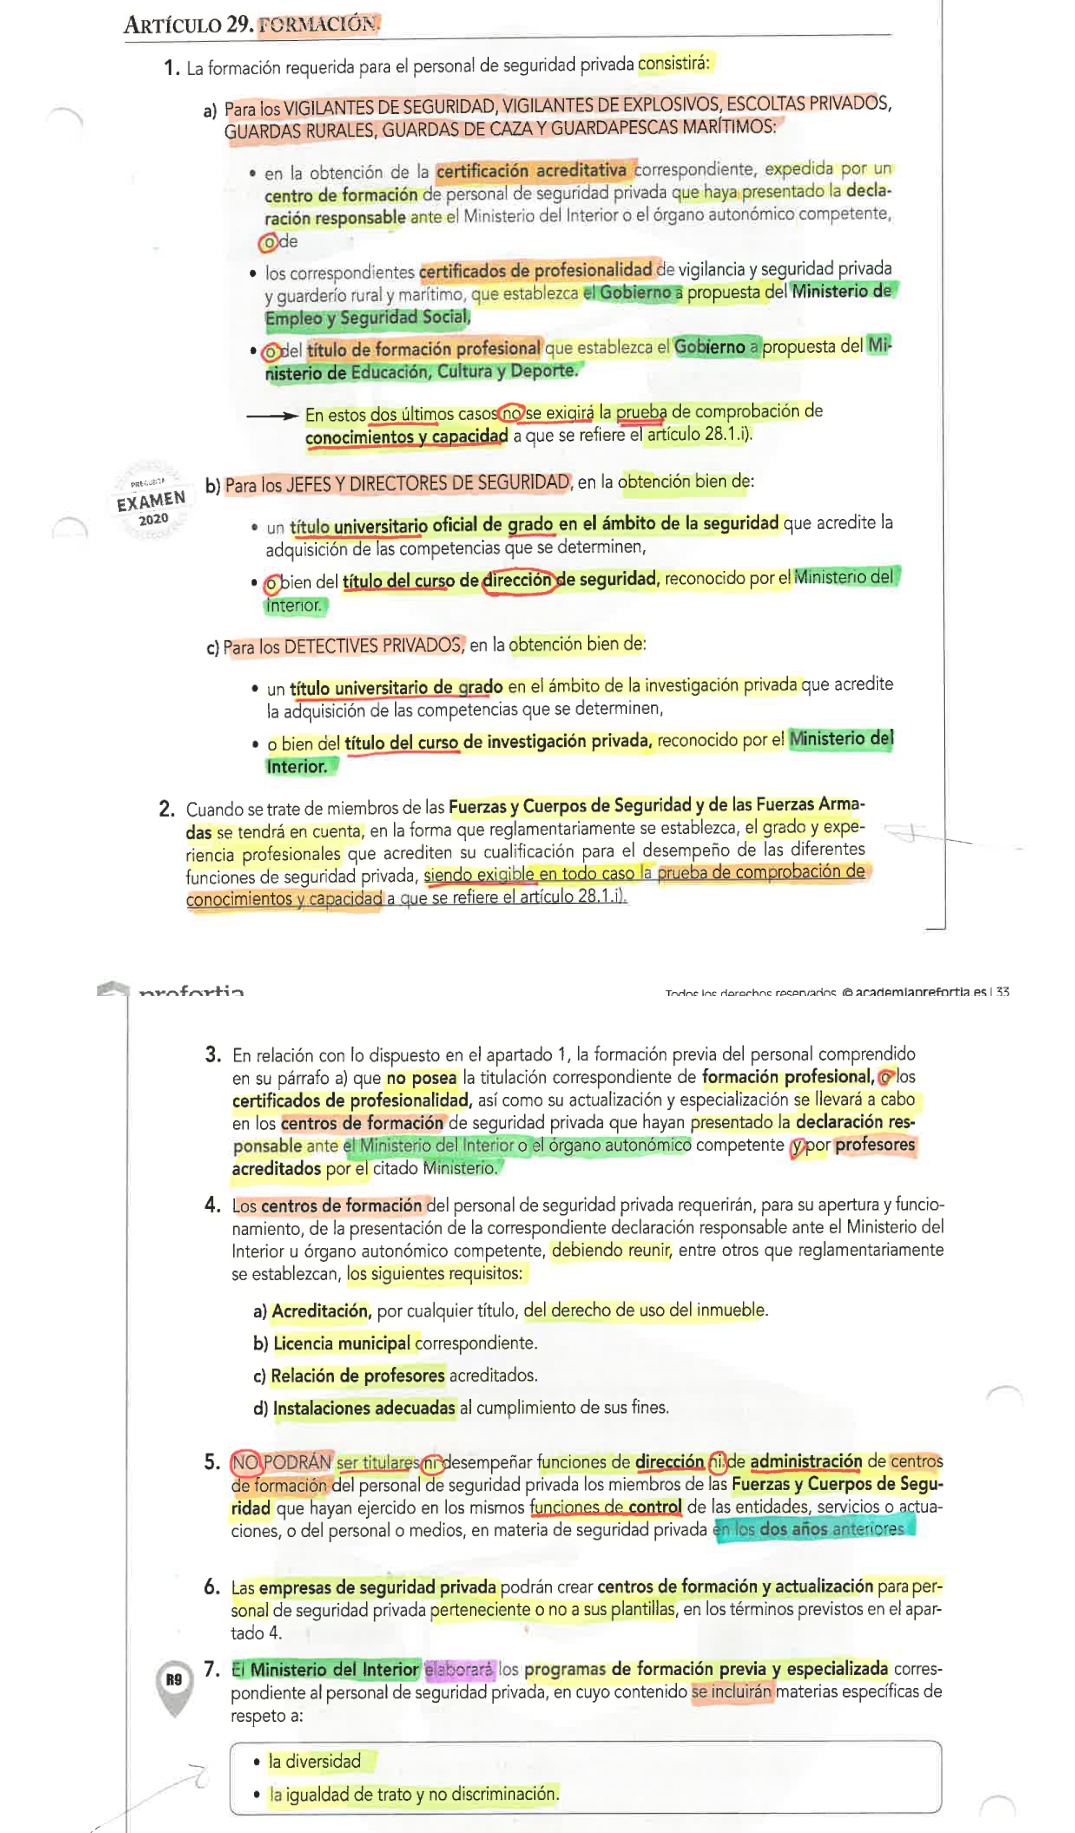 ARTÍCULO 29. FORMACIÓN.
1. La formación requerida para el personal de seguridad privada consistirá:
a) Para los VIGILANTES DE SEGURIDAD, VIGILANTES DE EXPLOSIVOS, ESCOLTAS PRIVADOS,
GUARDAS RURALES, GUARDAS DE CAZA Y GUARDAPESCAS MARÍTIMOS:
• en la obtención de la certificación acreditativa correspondiente, expedida por un
centro de formación de personal de seguridad privada que haya presentado la decla-
ración responsable ante el Ministerio del Interior o el órgano autonómico competente,
o de
• los correspondientes certificados de profesionalidad de vigilancia y seguridad privada
y guarderío rural y marítimo, que establezca el Gobierno a propuesta del Ministerio de
Empleo y Seguridad Social,
• o del título de formación profesional que establezca el Gobierno a propuesta del Mi-
nisterio de Educación, Cultura y Deporte.
En estos dos últimos casos no se exigirá la prueba de comprobación de
conocimientos y capacidad a que se refiere el artículo 28.1.i).
PREGUNTA
EXAMEN
2020
b) Para los JEFES Y DIRECTORES DE SEGURIDAD, en la obtención bien de:
• un título universitario oficial de grado en el ámbito de la seguridad que acredite la
adquisición de las competencias que se determinen,
• o bien del título del curso de dirección de seguridad, reconocido por el Ministerio del
Interior.
c) Para los DETECTIVES PRIVADOS, en la obtención bien de:
• un título universitario de grado en el ámbito de la investigación privada que acredite
la adquisición de las competencias que se determinen,
• o bien del título del curso de investigación privada, reconocido por el Ministerio del
Interior.
2. Cuando se trate de miembros de las Fuerzas y Cuerpos de Seguridad y de las Fuerzas Arma-
das se tendrá en cuenta, en la forma que reglamentariamente se establezca, el grado y expe-
riencia profesionales que acrediten su cualificación para el desempeño de las diferentes
funciones de seguridad privada, siendo exigible en todo caso la prueba de comprobación de
conocimientos y capacidad a que se refiere el artículo 28.1.i).
prefortia
Todos los derechos reservados © academiaprefortia.es | 33
3. En relación con lo dispuesto en el apartado 1, la formación previa del personal comprendido
en su párrafo a) que no posea la titulación correspondiente de formación profesional, o los
certificados de profesionalidad, así como su actualización y especialización se llevará a cabo
en los centros de formación de seguridad privada que hayan presentado la declaración res-
ponsable ante el Ministerio del Interior o el órgano autonómico competente y por profesores
acreditados por el citado Ministerio.
4. Los centros de formación del personal de seguridad privada requerirán, para su apertura y funcio-
namiento, de la presentación de la correspondiente declaración responsable ante el Ministerio del
Interior u órgano autonómico competente, debiendo reunir, entre otros que reglamentariamente
se establezcan, los siguientes requisitos:
a) Acreditación, por cualquier título, del derecho de uso del inmueble.
b) Licencia municipal correspondiente.
c) Relación de profesores acreditados.
d) Instalaciones adecuadas al cumplimiento de sus fines.
5. NO PODRÁN ser titulares ni desempeñar funciones de dirección ni de administración de centros
de formación del personal de seguridad privada los miembros de las Fuerzas y Cuerpos de Segu-
ridad que hayan ejercido en los mismos funciones de control de las entidades, servicios o actua-
ciones, o del personal o medios, en materia de seguridad privada en los dos años anteriores
6. Las empresas de seguridad privada podrán crear centros de formación y actualización para per-
sonal de seguridad privada perteneciente o no a sus plantillas, en los términos previstos en el apar-
tado 4.
R9
7. El Ministerio del Interior elaborará los programas de formación previa y especializada corres-
pondiente al personal de seguridad privada, en cuyo contenido se incluirán materias específicas de
respeto a:
• la diversidad
• la igualdad de trato y no discriminación.